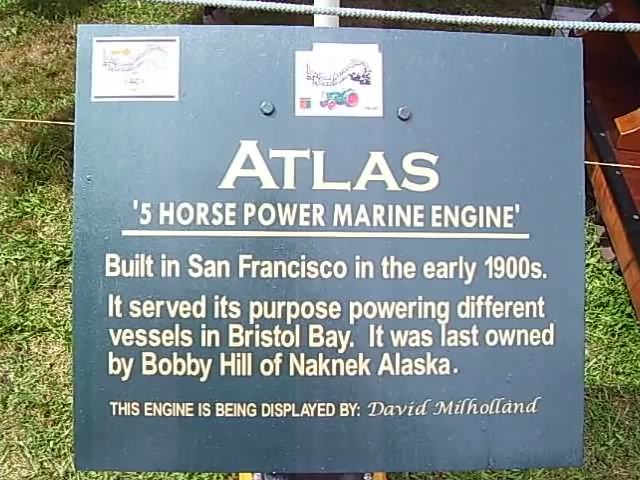 ATLAS
'5 HORSE POWER MARINE ENGINE'
Built in San Francisco in the early 1900s.
It served its purpose powering different
vessels in Bristol Bay. It was last owned
by Bobby Hill of Naknek Alaska.
THIS ENGINE IS BEING DISPLAYED BY: David Milholland